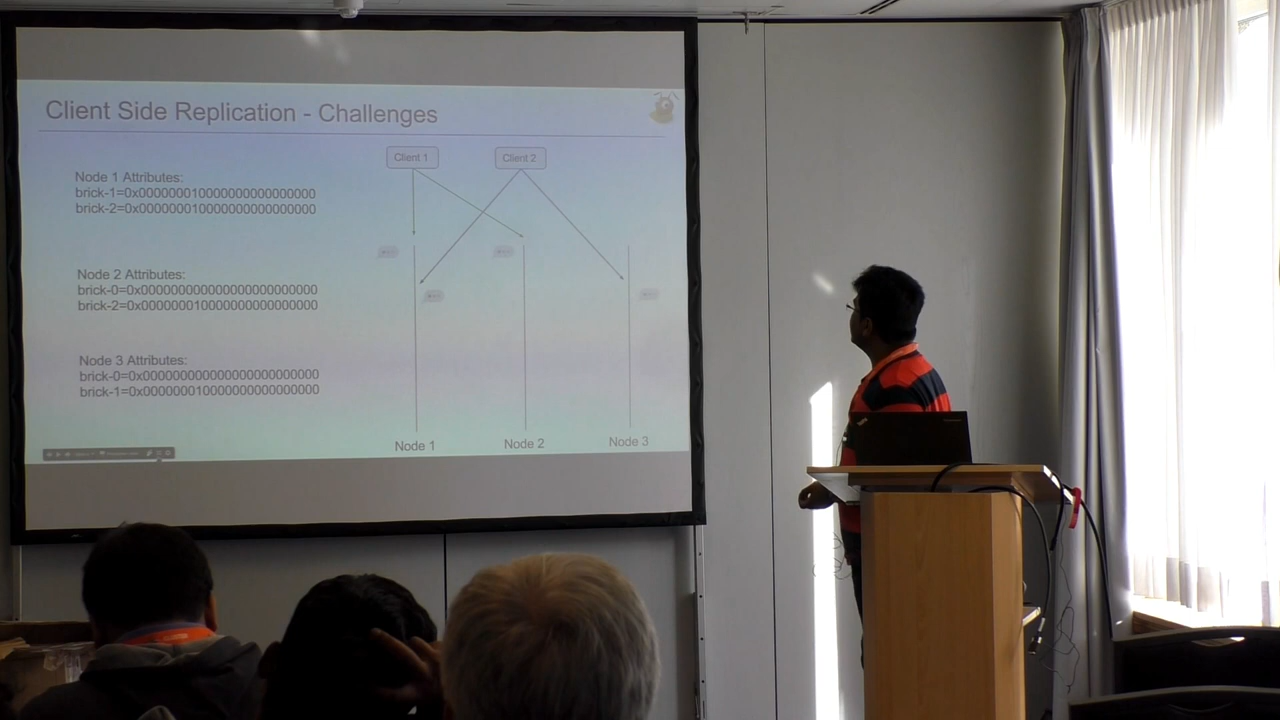 Client Side Replication - Challenges
Client 1
Client 2
Node 1 Attributes:
brick-1=0x000000010000000000000000
brick-2=0x000000010000000000000000
Node 2 Attributes:
brick-0=0x000000000000000000000000
brick-2=0x000000010000000000000000
Node 3 Attributes:
brick-0=0x000000000000000000000000
brick-1=0x000000010000000000000000
Node 1
Node 2
Node 3